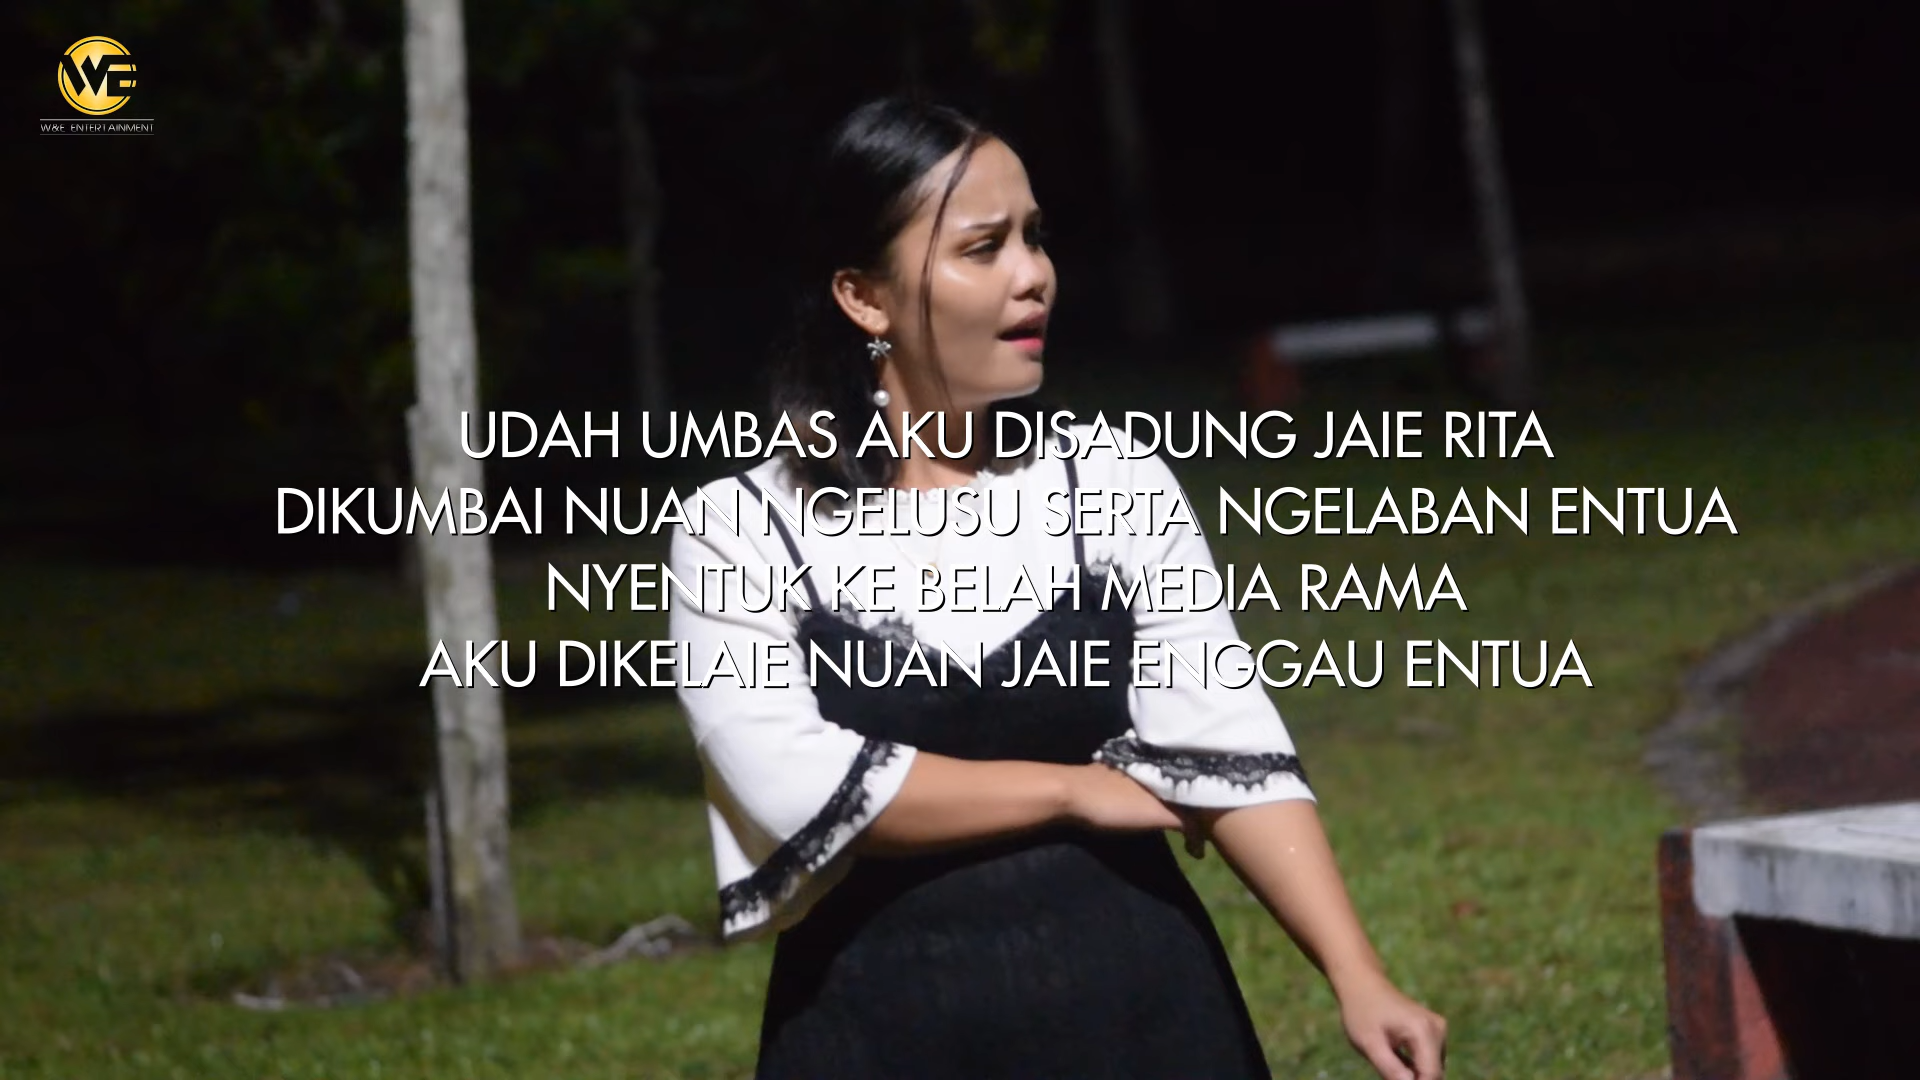 WE
W&E ENTERTAINMENT
UDAH UMBAS AKU DISADUNG JAIE RITA
DIKUMBAI NUAN NGELUSU SERTA NGELABAN ENTUA
NYENTUK KE BELAH MEDIA RAMA
AKU DIKELAIE NUAN JAIE ENGGAU ENTUA